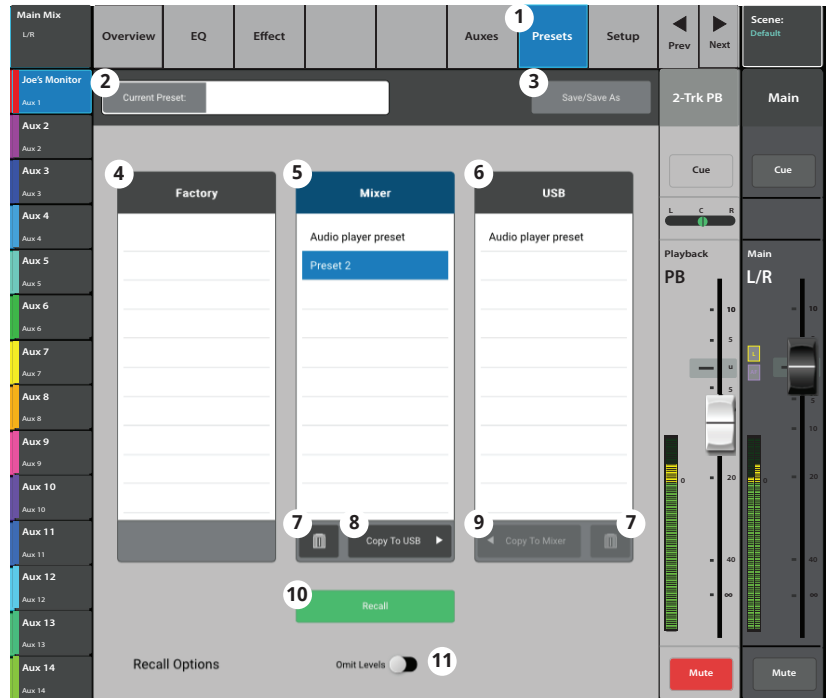 Main Mix
L/R
Overview
EQ
Effect
Auxes
1
Presets
Setup
Prev
Next
Scene:
Default
Joe's Monitor
Aux 1
Aux 2
Aux 2
Aux 3
Aux 3
Aux 4
Aux 4
Aux 5
Aux 5
Aux 6
Aux 6
Aux 7
Aux 7
Aux 8
Aux 8
Aux 9
Aux 9
Aux 10
Aux 10
Aux 11
Aux 11
Aux 12
Aux 12
Aux 13
Aux 13
Aux 14
Aux 14
2
Current Preset:
3
Save/Save As
4
Factory
5
Mixer
Audio player preset
Preset 2
7
8
Copy To USB
6
USB
Audio player preset
9
Copy To Mixer
7
10
Recall
Recall Options
Omit Levels
11
2-Trk PB
Cue
L C R
Playback
PB
10
5
U
5
0
20
40
∞
Mute
Main
Cue
Main
L/R
10
L
5
10
0
20
40
∞
Mute